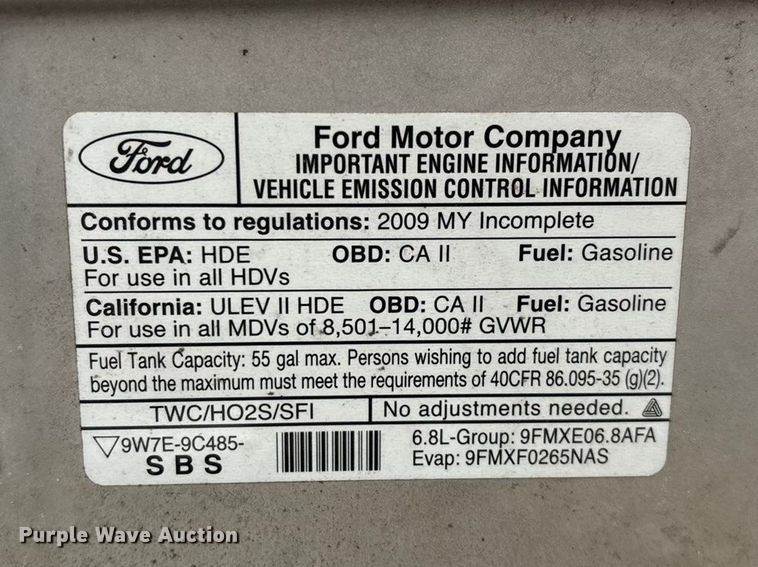 Ford
Ford Motor Company
IMPORTANT ENGINE INFORMATION/
VEHICLE EMISSION CONTROL INFORMATION
Conforms to regulations: 2009 MY Incomplete
U.S. EPA: HDE OBD: CA II Fuel: Gasoline
For use in all HDVs
California: ULEV II HDE OBD: CA II Fuel: Gasoline
For use in all MDVs of 8,501–14,000# GVWR
Fuel Tank Capacity: 55 gal max. Persons wishing to add fuel tank capacity
beyond the maximum must meet the requirements of 40CFR 86.095-35 (g)(2).
TWC/HO2S/SFI No adjustments needed.
9W7E-9C485-
SBS
6.8L-Group: 9FMXE06.8AFA
Evap: 9FMXF0265NAS
Purple Wave Auction